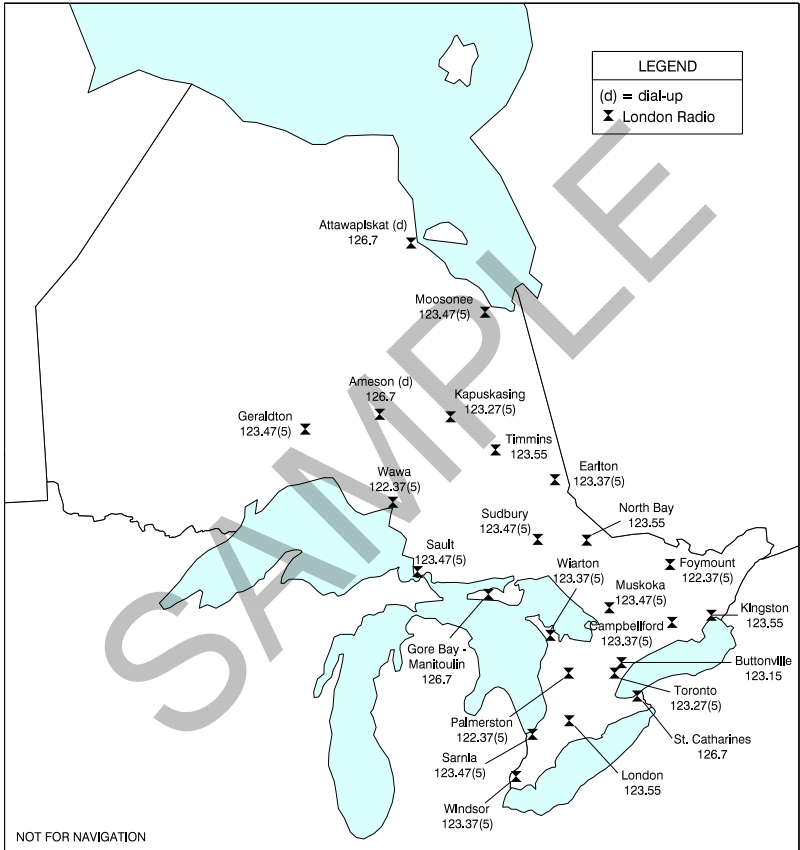 LEGEND
(d) = dial-up
London Radio
Attawapiskat (d)
126.7
Moosonee
123.47(5)
Ameson (d)
126.7
Kapuskasing
123.27(5)
Geraldton
123.47(5)
Timmins
123.55
Earlton
123.37(5)
Wawa
122.37(5)
Sudbury
123.47(5)
North Bay
123.55
Sault
123.47(5)
Wiarton
123.37(5)
Foymount
122.37(5)
Muskoka
123.47(5)
Kingston
123.55
Campbellford
123.37(5)
Gore Bay -
Manitoulin
126.7
Buttonville
123.15
Toronto
123.27(5)
Palmerston
122.37(5)
St. Catharines
126.7
Sarnia
123.47(5)
London
123.55
Windsor
123.37(5)
NOT FOR NAVIGATION
SAMPLE